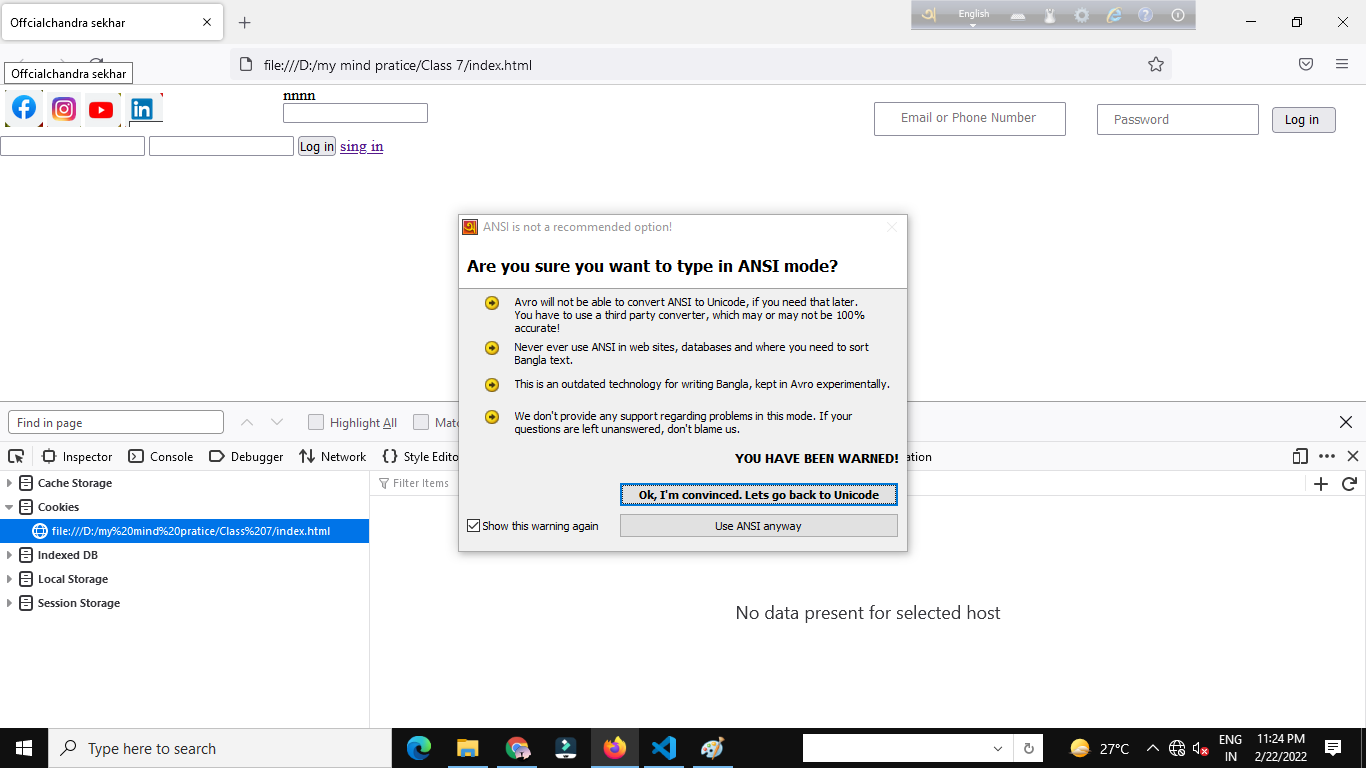 Offcialchandra sekhar
English
Offcialchandra sekhar
file:///D:/my mind pratice/Class 7/index.html
nnnn
Email or Phone Number
Password
Log in
Log in
sing in
ANSI is not a recommended option!
Are you sure you want to type in ANSI mode?
Avro will not be able to convert ANSI to Unicode, if you need that later.
You have to use a third party converter, which may or may not be 100%
accurate!
Never ever use ANSI in web sites, databases and where you need to sort
Bangla text.
This is an outdated technology for writing Bangla, kept in Avro experimentally.
We don't provide any support regarding problems in this mode. If your
questions are left unanswered, don't blame us.
YOU HAVE BEEN WARNED!
Ok, I'm convinced. Lets go back to Unicode
Show this warning again
Use ANSI anyway
Find in page
Highlight All
Matc
Inspector
Console
Debugger
Network
Style Edito
ation
Cache Storage
Filter Items
Cookies
file:///D:/my%20mind%20pratice/Class%207/index.html
Indexed DB
Local Storage
Session Storage
No data present for selected host
Type here to search
27°C
ENG
IN
11:24 PM
2/22/2022